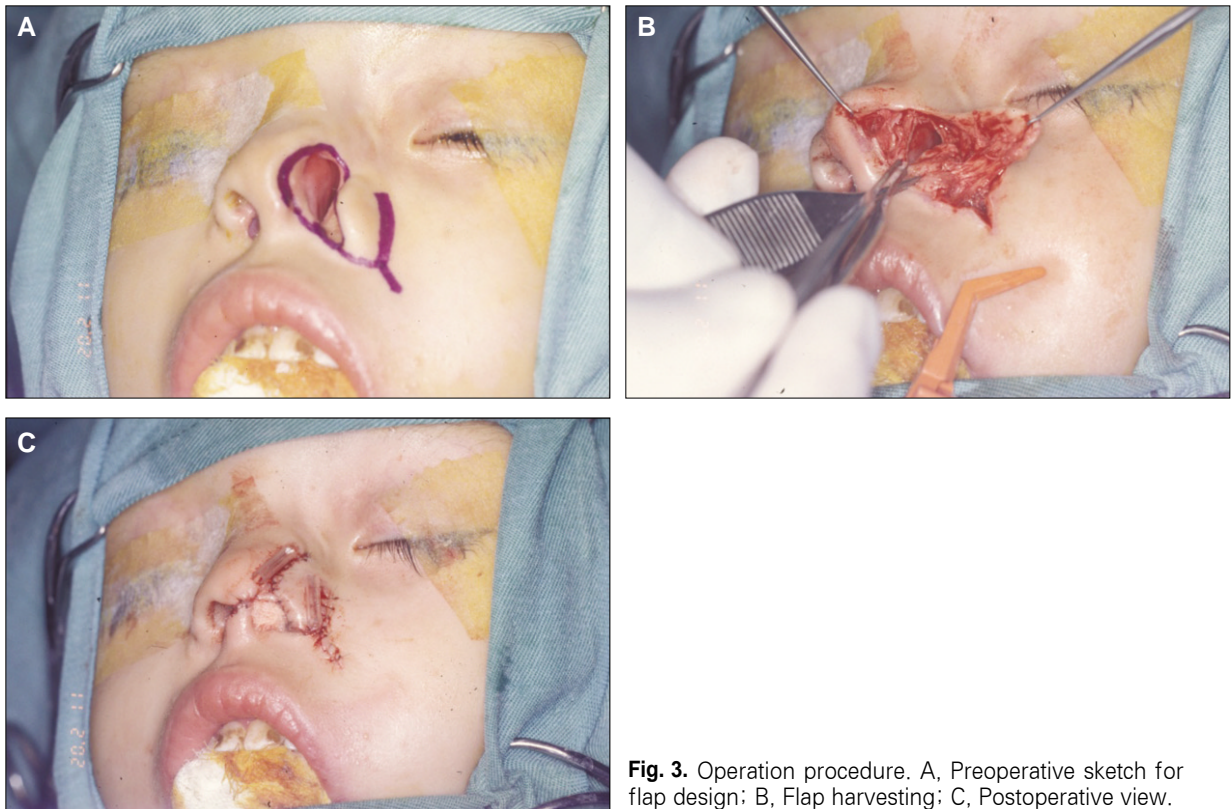 A
B
20.2 11
C
20.2 11
Fig. 3. Operation procedure. A, Preoperative sketch for
flap design; B, Flap harvesting; C, Postoperative view.